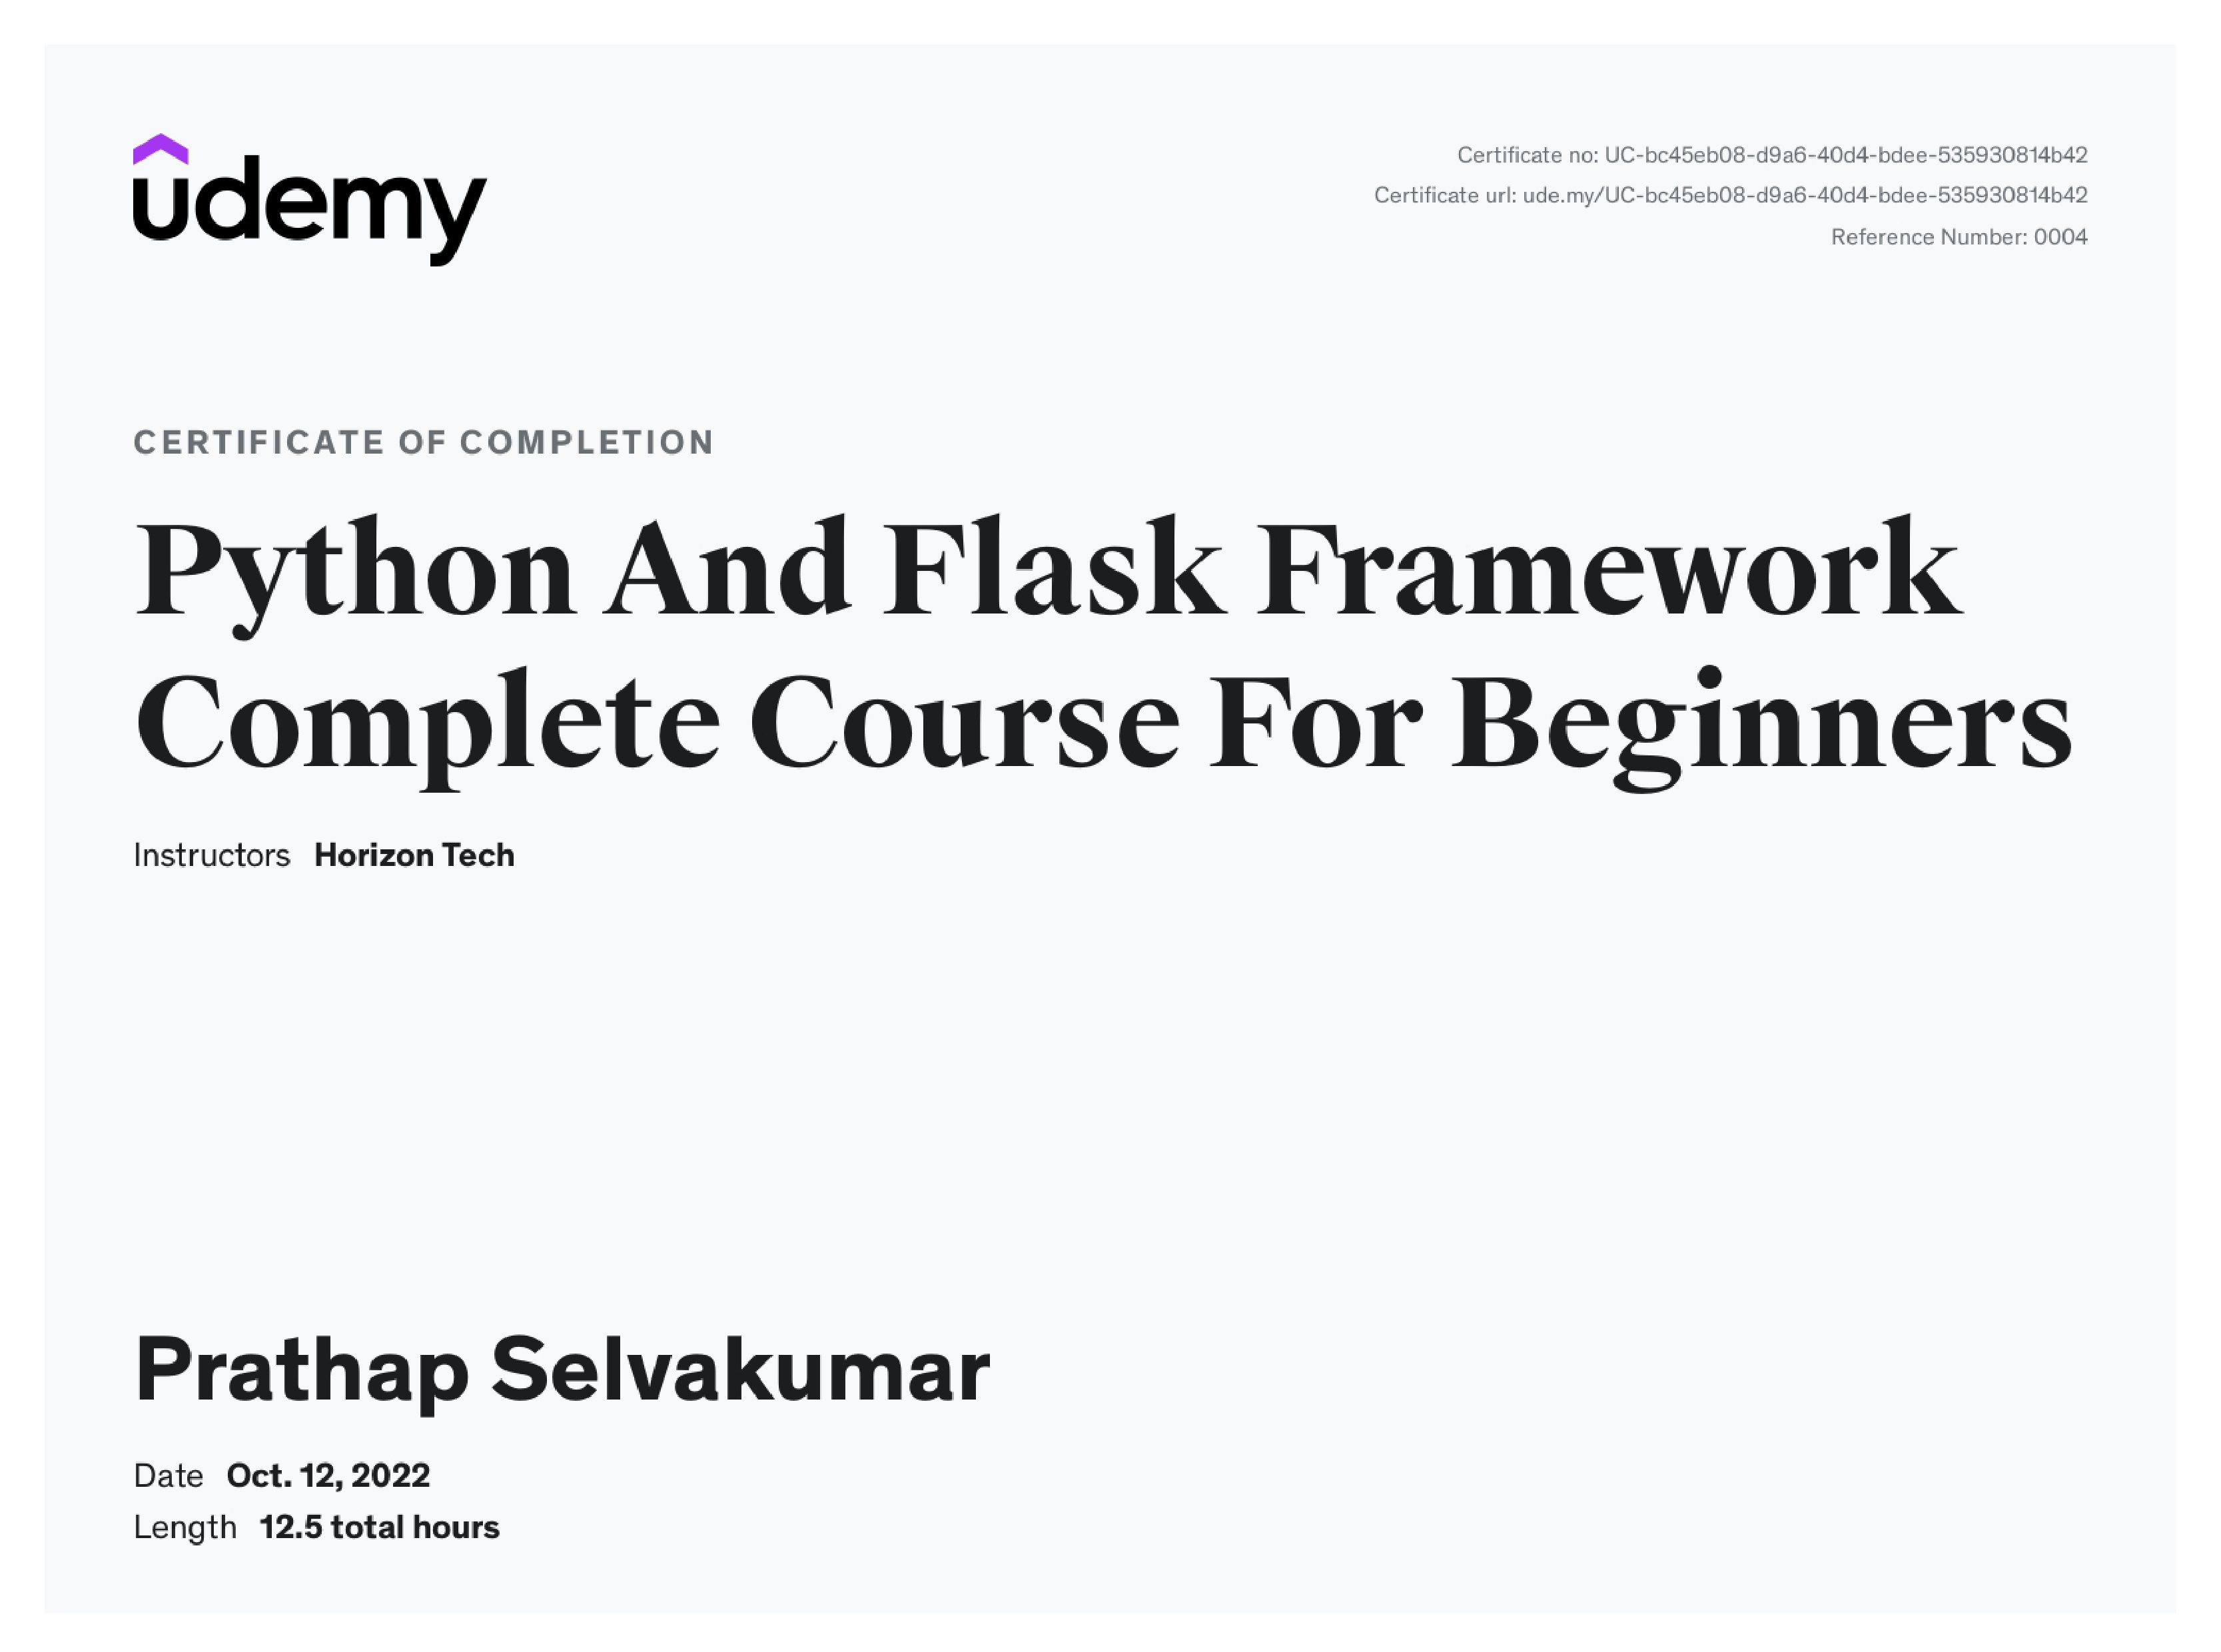 udemy
Certificate no: UC-bc45eb08-d9a6-40d4-bdee-535930814b42
Certificate url: ude.my/UC-bc45eb08-d9a6-40d4-bdee-535930814b42
Reference Number: 0004
CERTIFICATE OF COMPLETION
Python And Flask Framework
Complete Course For Beginners
Instructors Horizon Tech
Prathap Selvakumar
Date Oct. 12, 2022
Length 12.5 total hours